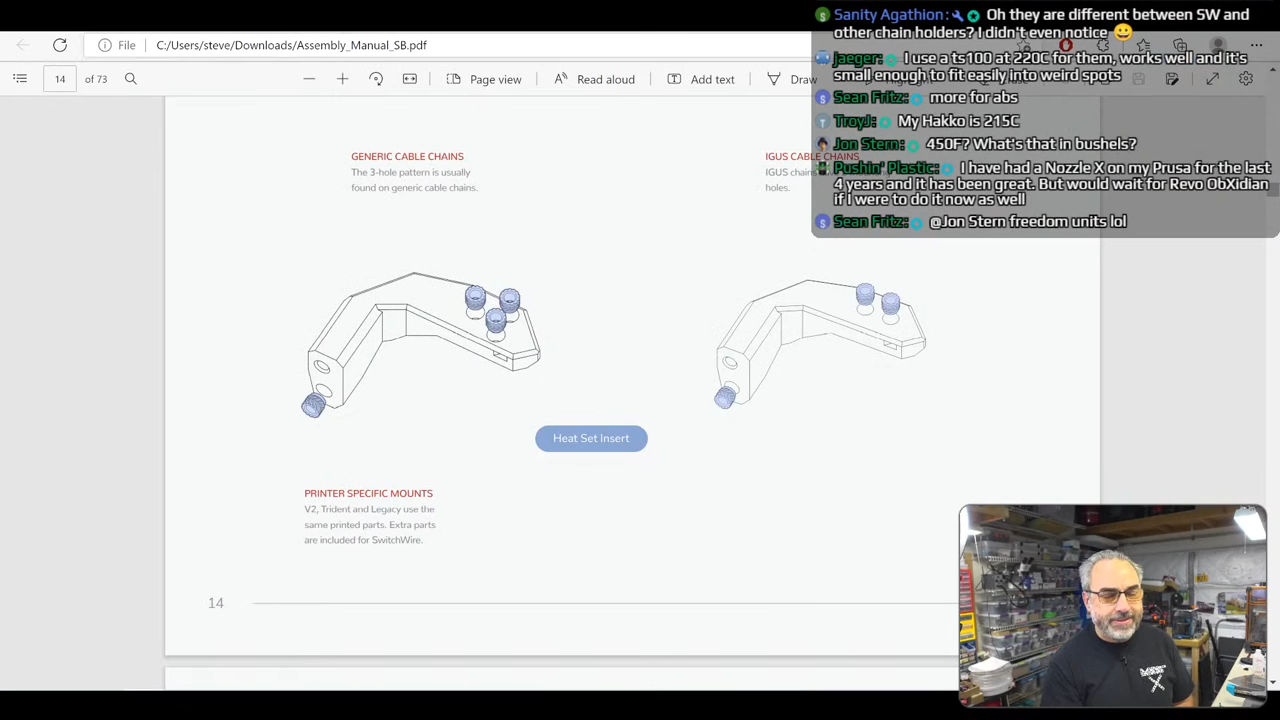 Sanity Agathion: Oh they are different between SW and
other chain holders? I didn't even notice 😀
File
C:/Users/steve/Downloads/Assembly_Manual_SB.pdf
Jaeger: I use a ts100 at 220C for them, works well and it's
small enough to fit easily into weird spots
14 of 73
Page view
Read aloud
Add text
Draw
Sean Fritz: more for abs
TroyJ: My Hakko is 215C
Jon Stern: 450F? What's that in bushels?
Pushin' Plastic: I have had a Nozzle X on my Prusa for the last
4 years and it has been great. But would wait for Revo ObXidian
if I were to do it now as well
Sean Fritz: @Jon Stern freedom units lol
GENERIC CABLE CHAINS
The 3-hole pattern is usually
found on generic cable chains.
IGUS CABLE CHAINS
IGUS chains
holes.
Heat Set Insert
PRINTER SPECIFIC MOUNTS
V2, Trident and Legacy use the
same printed parts. Extra parts
are included for SwitchWire.
14